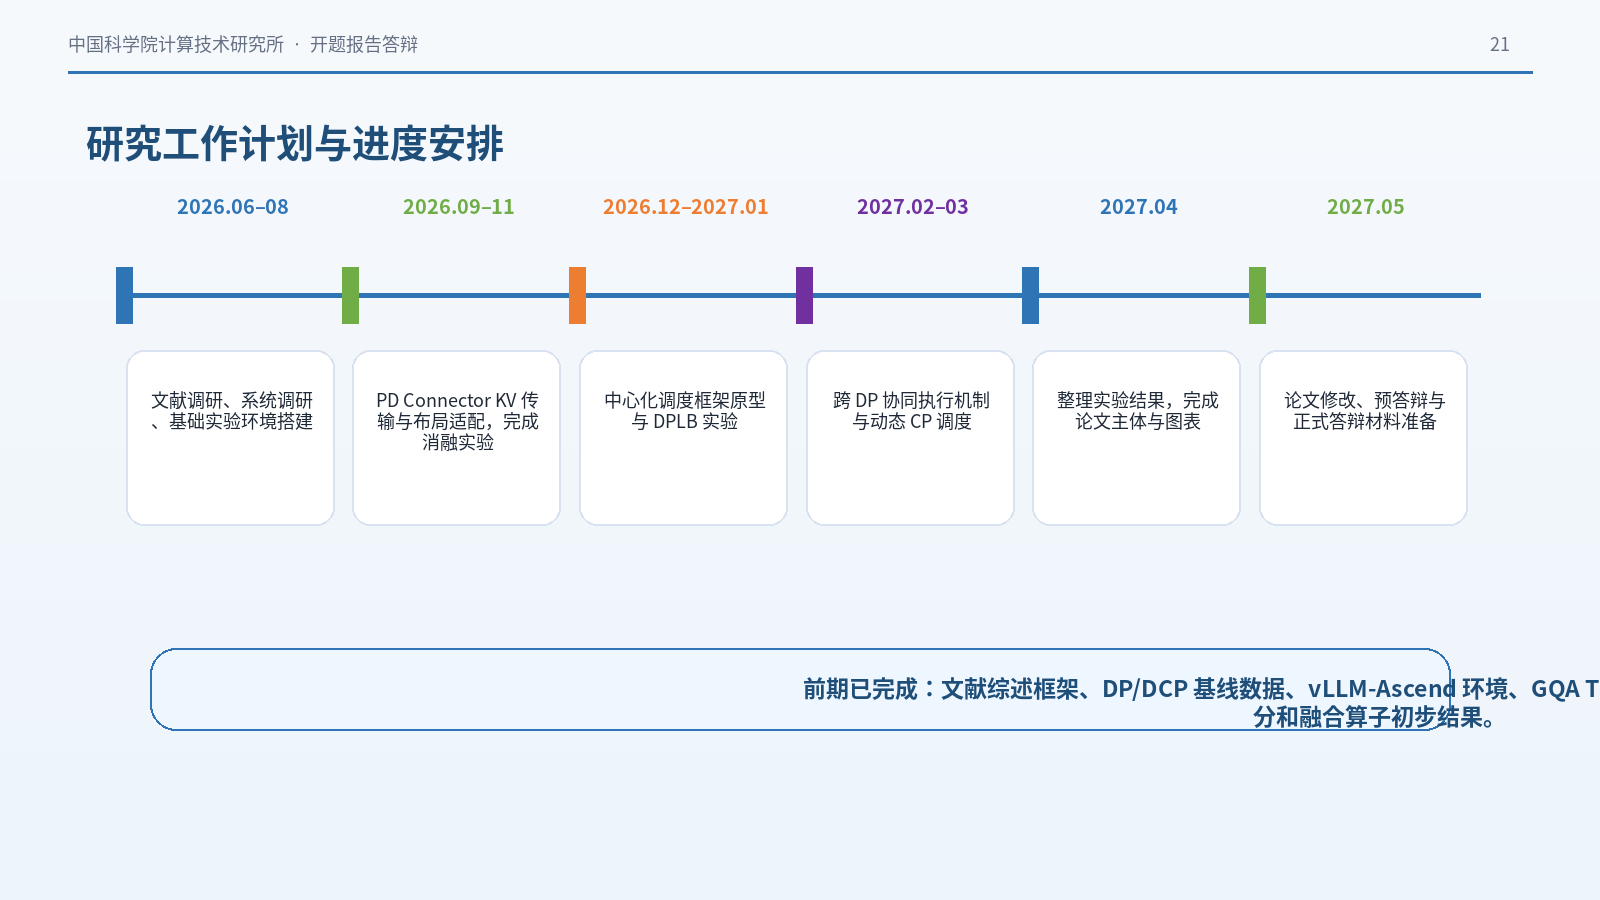 中国科学院计算技术研究所 · 开题报告答辩
21
研究工作计划与进度安排
2026.06–08
2026.09–11
2026.12–2027.01
2027.02–03
2027.04
2027.05
文献调研、系统调研
、基础实验环境搭建
PD Connector KV 传
输与布局适配，完成
消融实验
中心化调度框架原型
与 DPLB 实验
跨 DP 协同执行机制
与动态 CP 调度
整理实验结果，完成
论文主体与图表
论文修改、预答辩与
正式答辩材料准备
前期已完成：文献综述框架、DP/DCP 基线数据、vLLM-Ascend 环境、GQA T
分和融合算子初步结果。